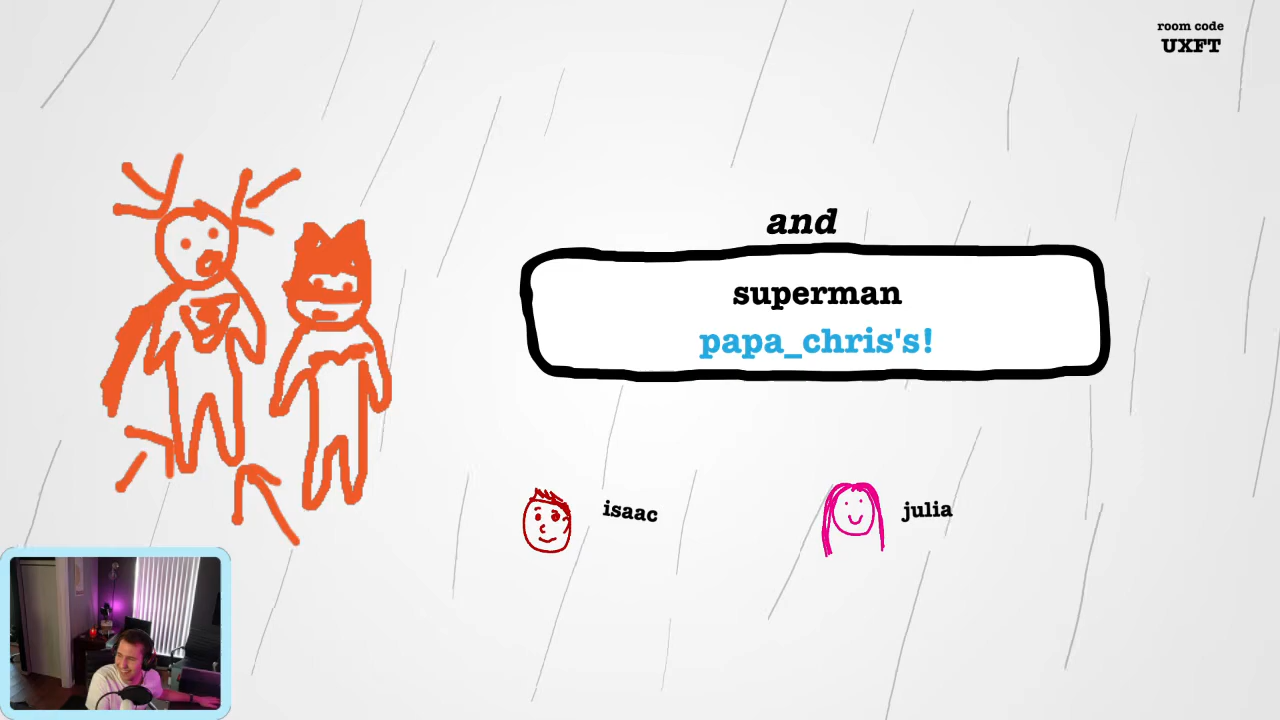 room code
UXFT
and
superman
papa_chris's!
isaac
julia